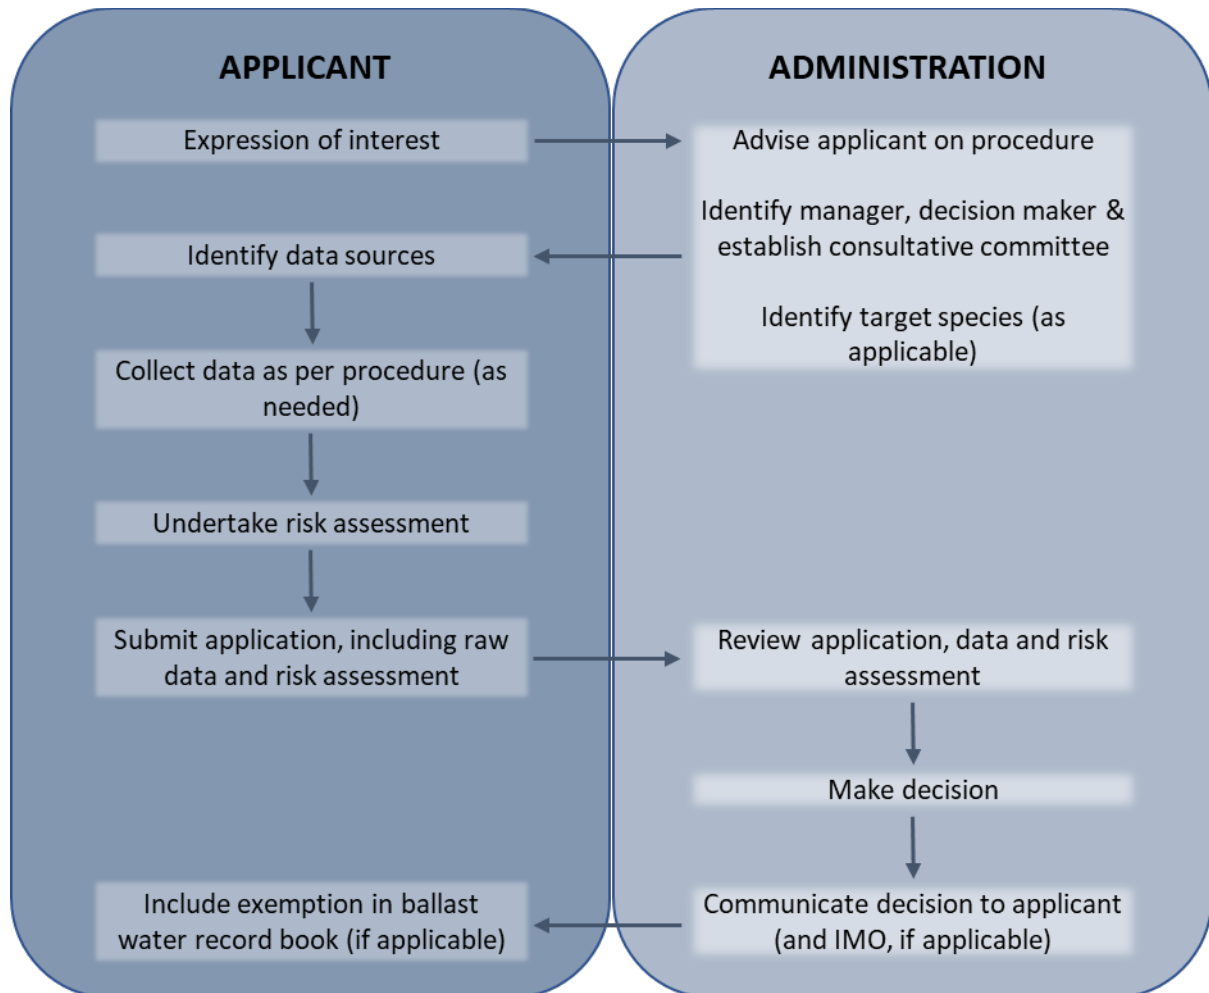 APPLICANT
Expression of interest
Identify data sources
Collect data as per procedure (as
needed)
Undertake risk assessment
Submit application, including raw
data and risk assessment
Include exemption in ballast
water record book (if applicable)
ADMINISTRATION
Advise applicant on procedure
Identify manager, decision maker &
establish consultative committee
Identify target species (as
applicable)
Review application, data and risk
assessment
Make decision
Communicate decision to applicant
(and IMO, if applicable)